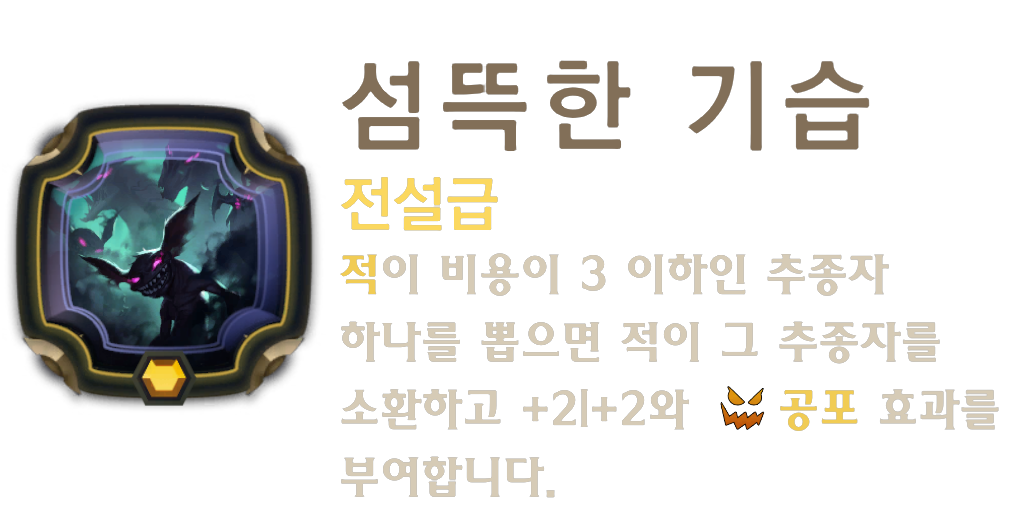 섬뜩한 기습
전설급
적이 비용이 3 이하인 추종자
하나를 뽑으면 적이 그 추종자를
소환하고 +2|+2와 공포 효과를
부여합니다.